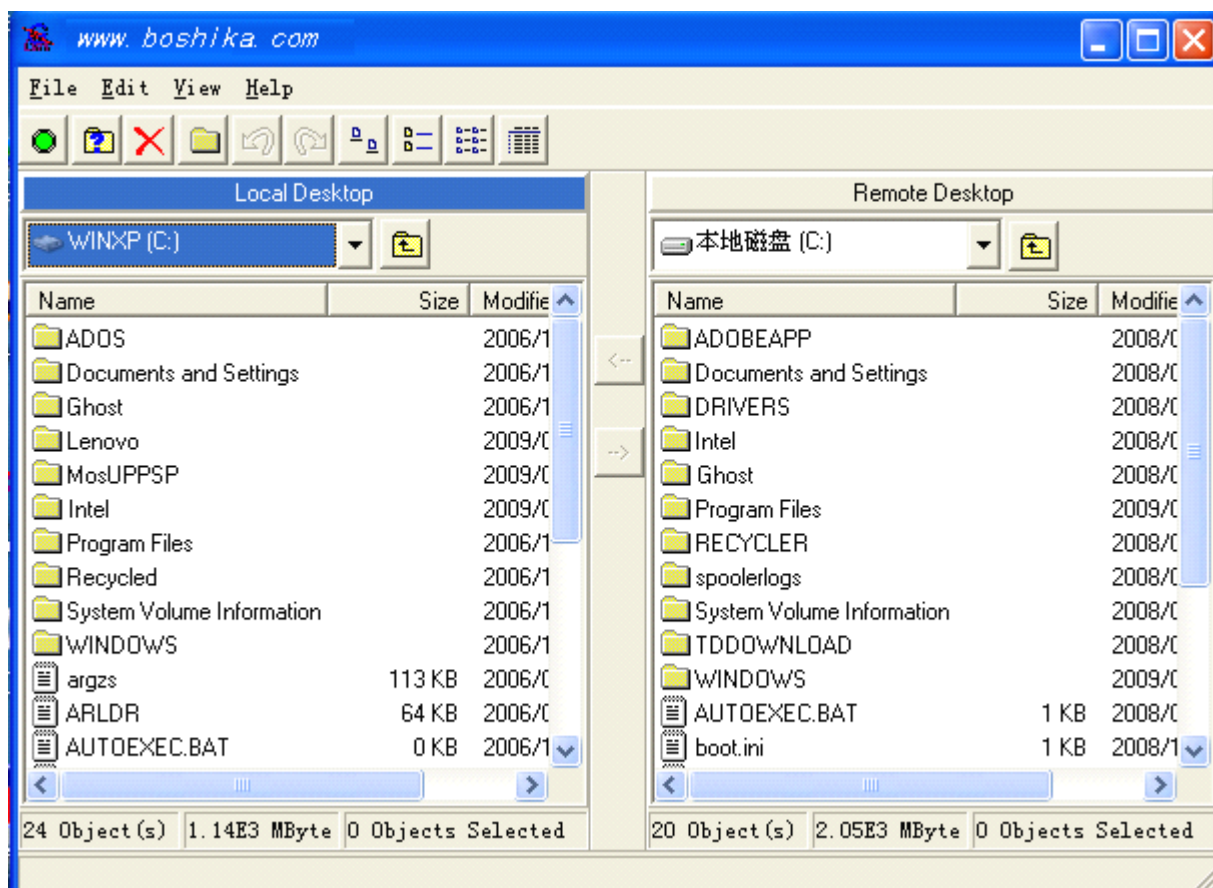 www. boshika. com
File Edit View Help
Local Desktop
WINXP (C:)
Name Size Modifie
ADOS 2006/1
Documents and Settings 2006/1
Ghost 2006/1
Lenovo 2009/0
MosUPPSP 2009/0
Intel 2009/0
Program Files 2006/1
Recycled 2006/1
System Volume Information 2006/1
WINDOWS 2006/1
argzs 113 KB 2006/0
ARLDR 64 KB 2006/0
AUTOEXEC.BAT 0 KB 2006/1
24 Object(s) 1.14E3 MByte 0 Objects Selected
<--
-->
Remote Desktop
本地磁盘 (C:)
Name Size Modifie
ADOBEAPP 2008/0
Documents and Settings 2008/0
DRIVERS 2008/0
Intel 2008/0
Ghost 2008/0
Program Files 2009/0
RECYCLER 2008/0
spoolerlogs 2008/0
System Volume Information 2008/0
TDDOWNLOAD 2008/0
WINDOWS 2009/0
AUTOEXEC.BAT 1 KB 2008/0
boot.ini 1 KB 2008/1
20 Object(s) 2.05E3 MByte 0 Objects Selected